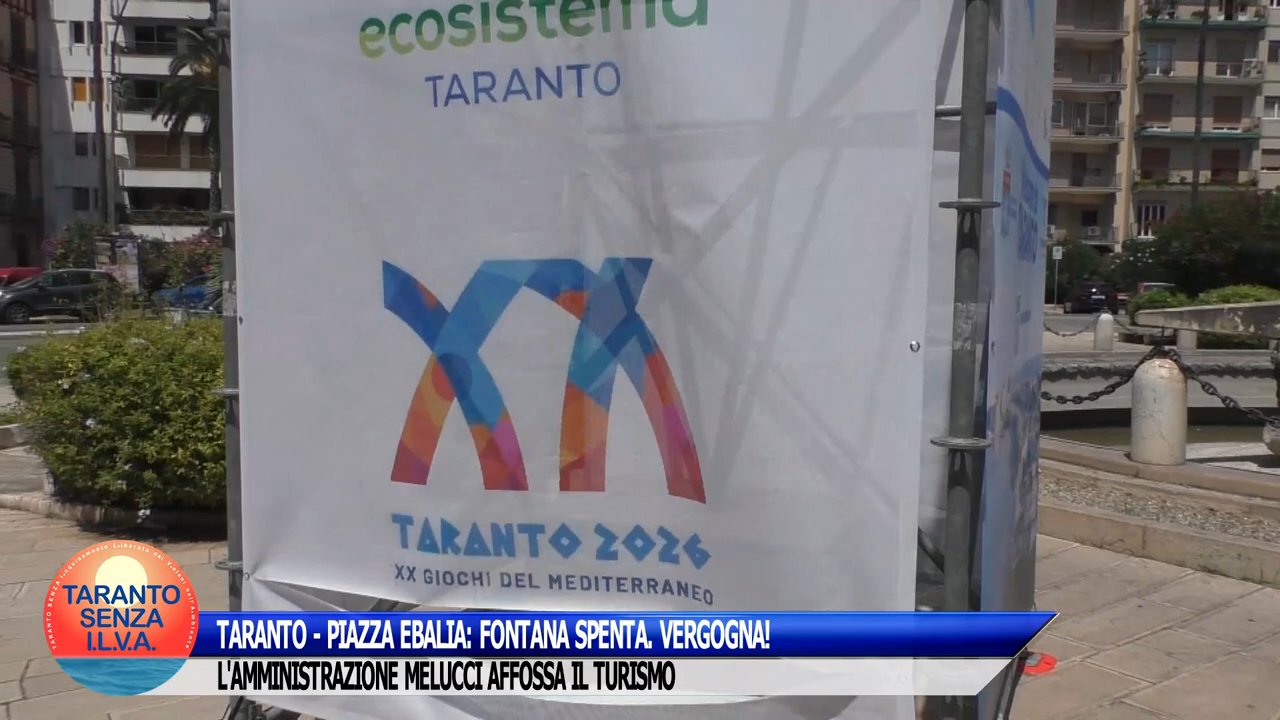 ecosistema
TARANTO
TARANTO 2026
XX GIOCHI DEL MEDITERRANEO
TARANTO
SENZA
I.L.V.A.
TARANTO - PIAZZA EBALIA: FONTANA SPENTA. VERGOGNA!
L'AMMINISTRAZIONE MELUCCI AFFOSSA IL TURISMO